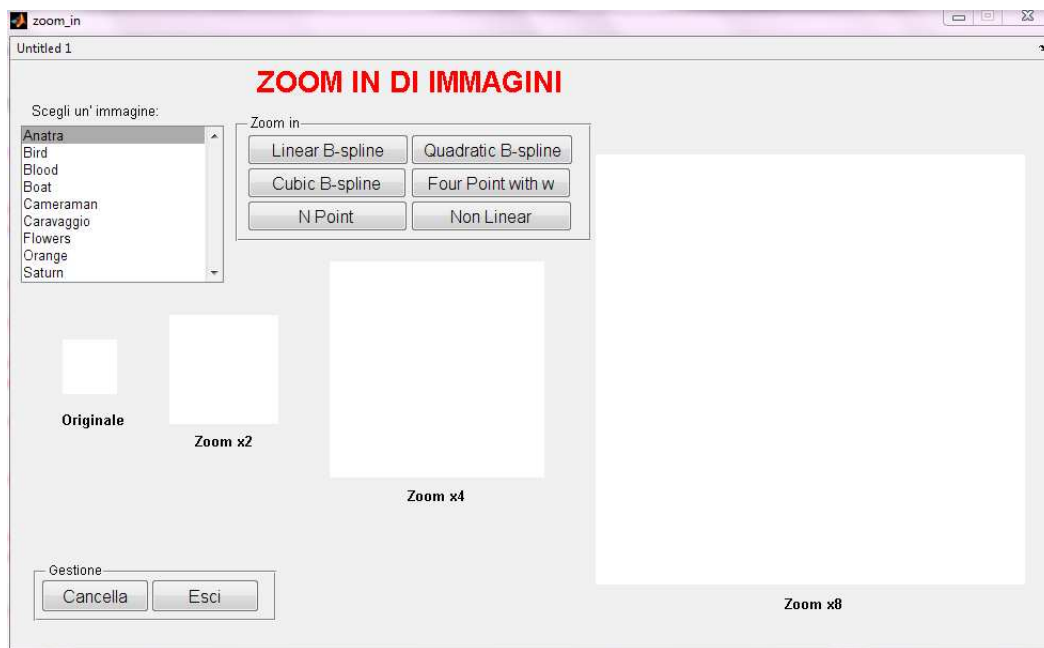 zoom_in
Untitled 1
ZOOM IN DI IMMAGINI
Scegli un' immagine:
Anatra
Bird
Blood
Boat
Cameraman
Caravaggio
Flowers
Orange
Saturn
Zoom in
Linear B-spline Quadratic B-spline
Cubic B-spline Four Point with w
N Point Non Linear
Originale
Zoom x2
Zoom x4
Zoom x8
Gestione
Cancella Esci